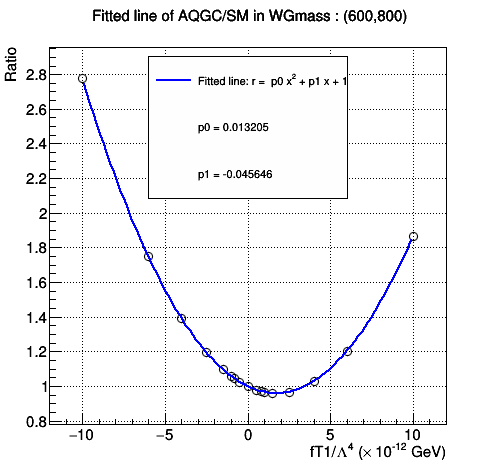 Fitted line of AQGC/SM in WGmass : (600,800)
Ratio
Fitted line: r = p0 x² + p1 x + 1
p0 = 0.013205
p1 = -0.045646
2.8
2.6
2.4
2.2
2
1.8
1.6
1.4
1.2
1
0.8
−10 −5 0 5 10
fT1/Λ⁴ (× 10⁻¹² GeV)